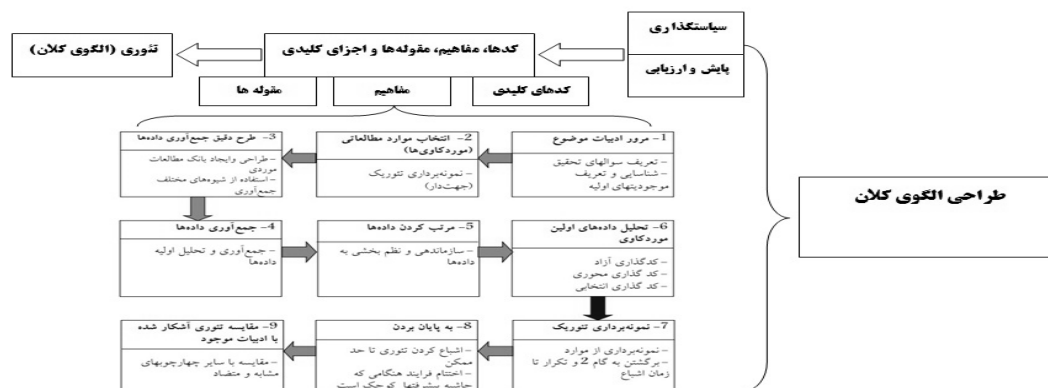 سیاستگذاری
پایش و ارزیابی
کدها، مفاهیم، مقوله‌ها و اجزای کلیدی
تئوری (الگوی کلان)
کدهای کلیدی
مفاهیم
مقوله ها
طراحی الگوی کلان
1- مرور ادبیات موضوع
- تعریف سوالهای تحقیق
- شناسایی و تعریف
موجودیتهای اولیه
2- انتخاب موارد مطالعاتی
(موردکاوی‌ها)
- نمونه‌برداری تئوریک
(جهت‌دار)
3- طرح دقیق جمع‌آوری داده‌ها
- طراحی وایجاد بانک مطالعات
موردی
- استفاده از شیوه‌های مختلف
جمع‌آوری
4- جمع‌آوری داده‌ها
- جمع‌آوری و تحلیل اولیه
داده‌ها
5- مرتب کردن داده‌ها
- سازماندهی و نظم بخشی به
داده‌ها
6- تحلیل داده‌های اولین
موردکاوی
- کدگذاری آزاد
- کد گذاری محوری
- کد گذاری انتخابی
7- نمونه‌برداری تئوریک
- نمونه‌برداری از موارد
- برگشتن به گام 2 و تکرار تا
زمان اشباع
8- به پایان بردن
- اشباع کردن تئوری تا حد
ممکن
- اختتام فرایند هنگامی که
حاشیه پیشرفتها کوچک است
9- مقایسه تئوری آشکار شده
با ادبیات موجود
- مقایسه با سایر چهارچوبهای
مشابه و متضاد